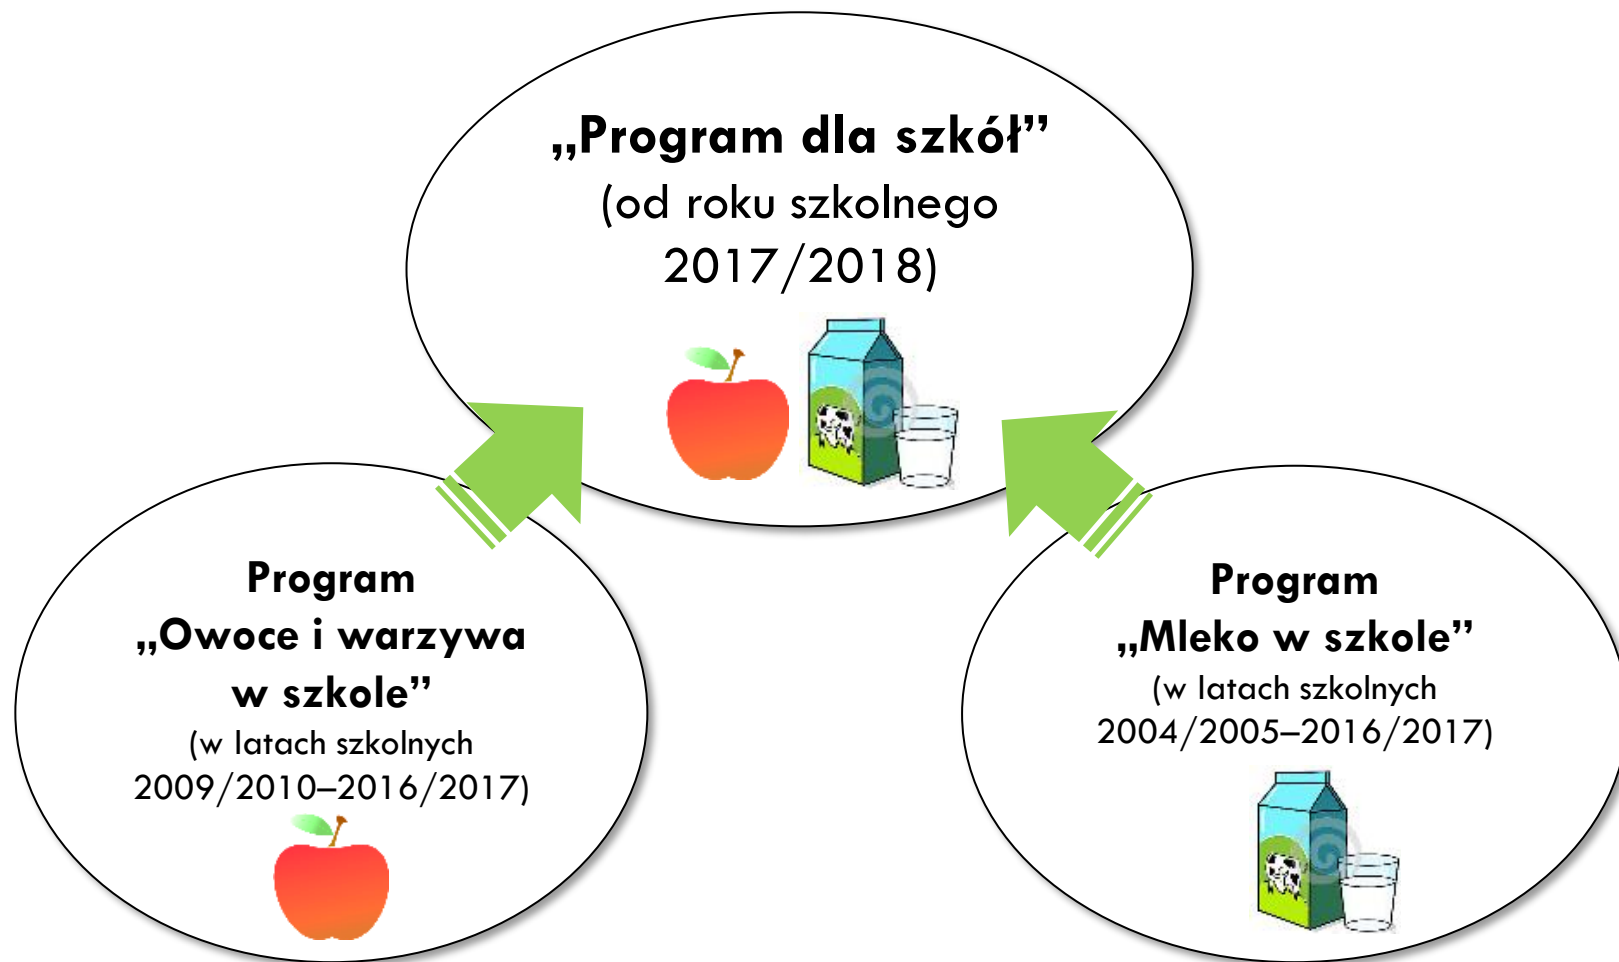 „Program dla szkół”
(od roku szkolnego
2017/2018)
Program
„Owoce i warzywa
w szkole”
(w latach szkolnych
2009/2010–2016/2017)
Program
„Mleko w szkole”
(w latach szkolnych
2004/2005–2016/2017)